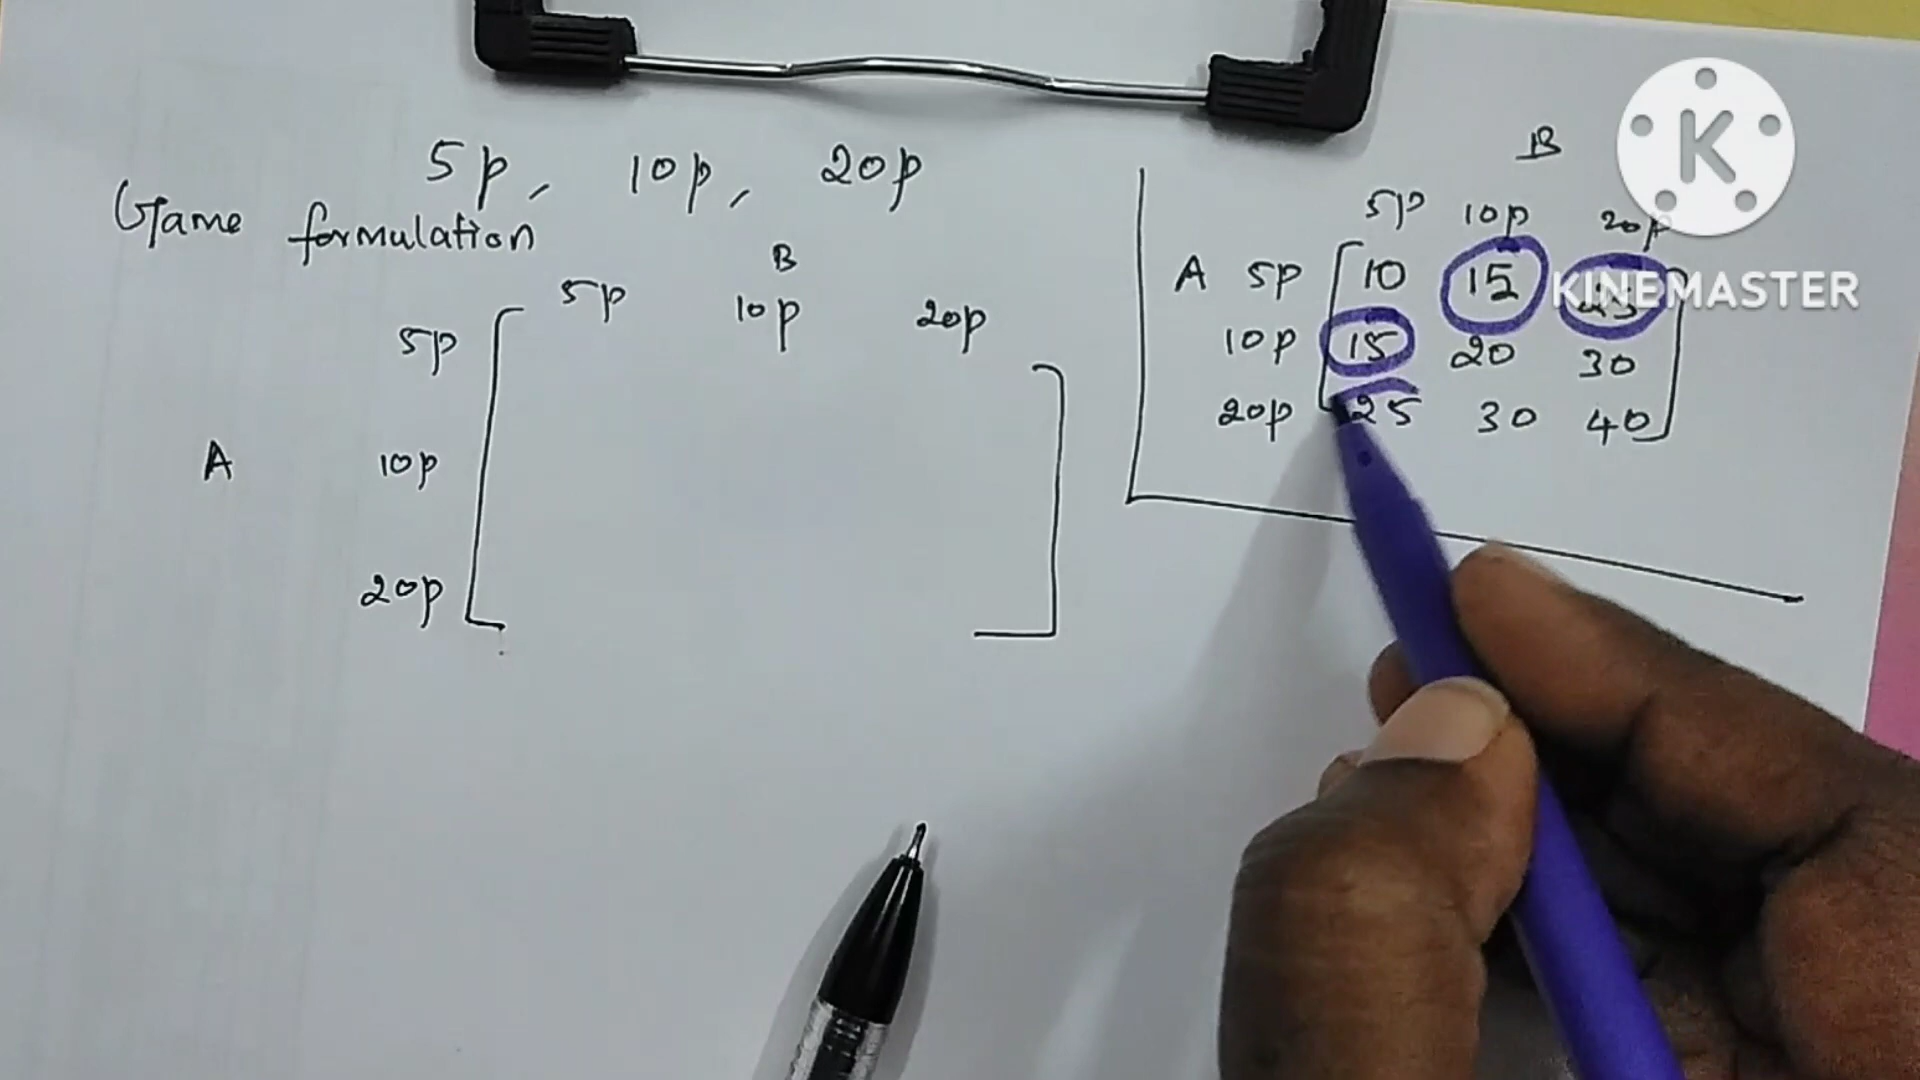 5p, 10p, 20p
Game formulation
B
5p 10p 20p
5p
A 10p
20p
B
5p 10p 20p
A 5p 10 15 25
10p 15 20 30
20p 25 30 40
K
KINEMASTER